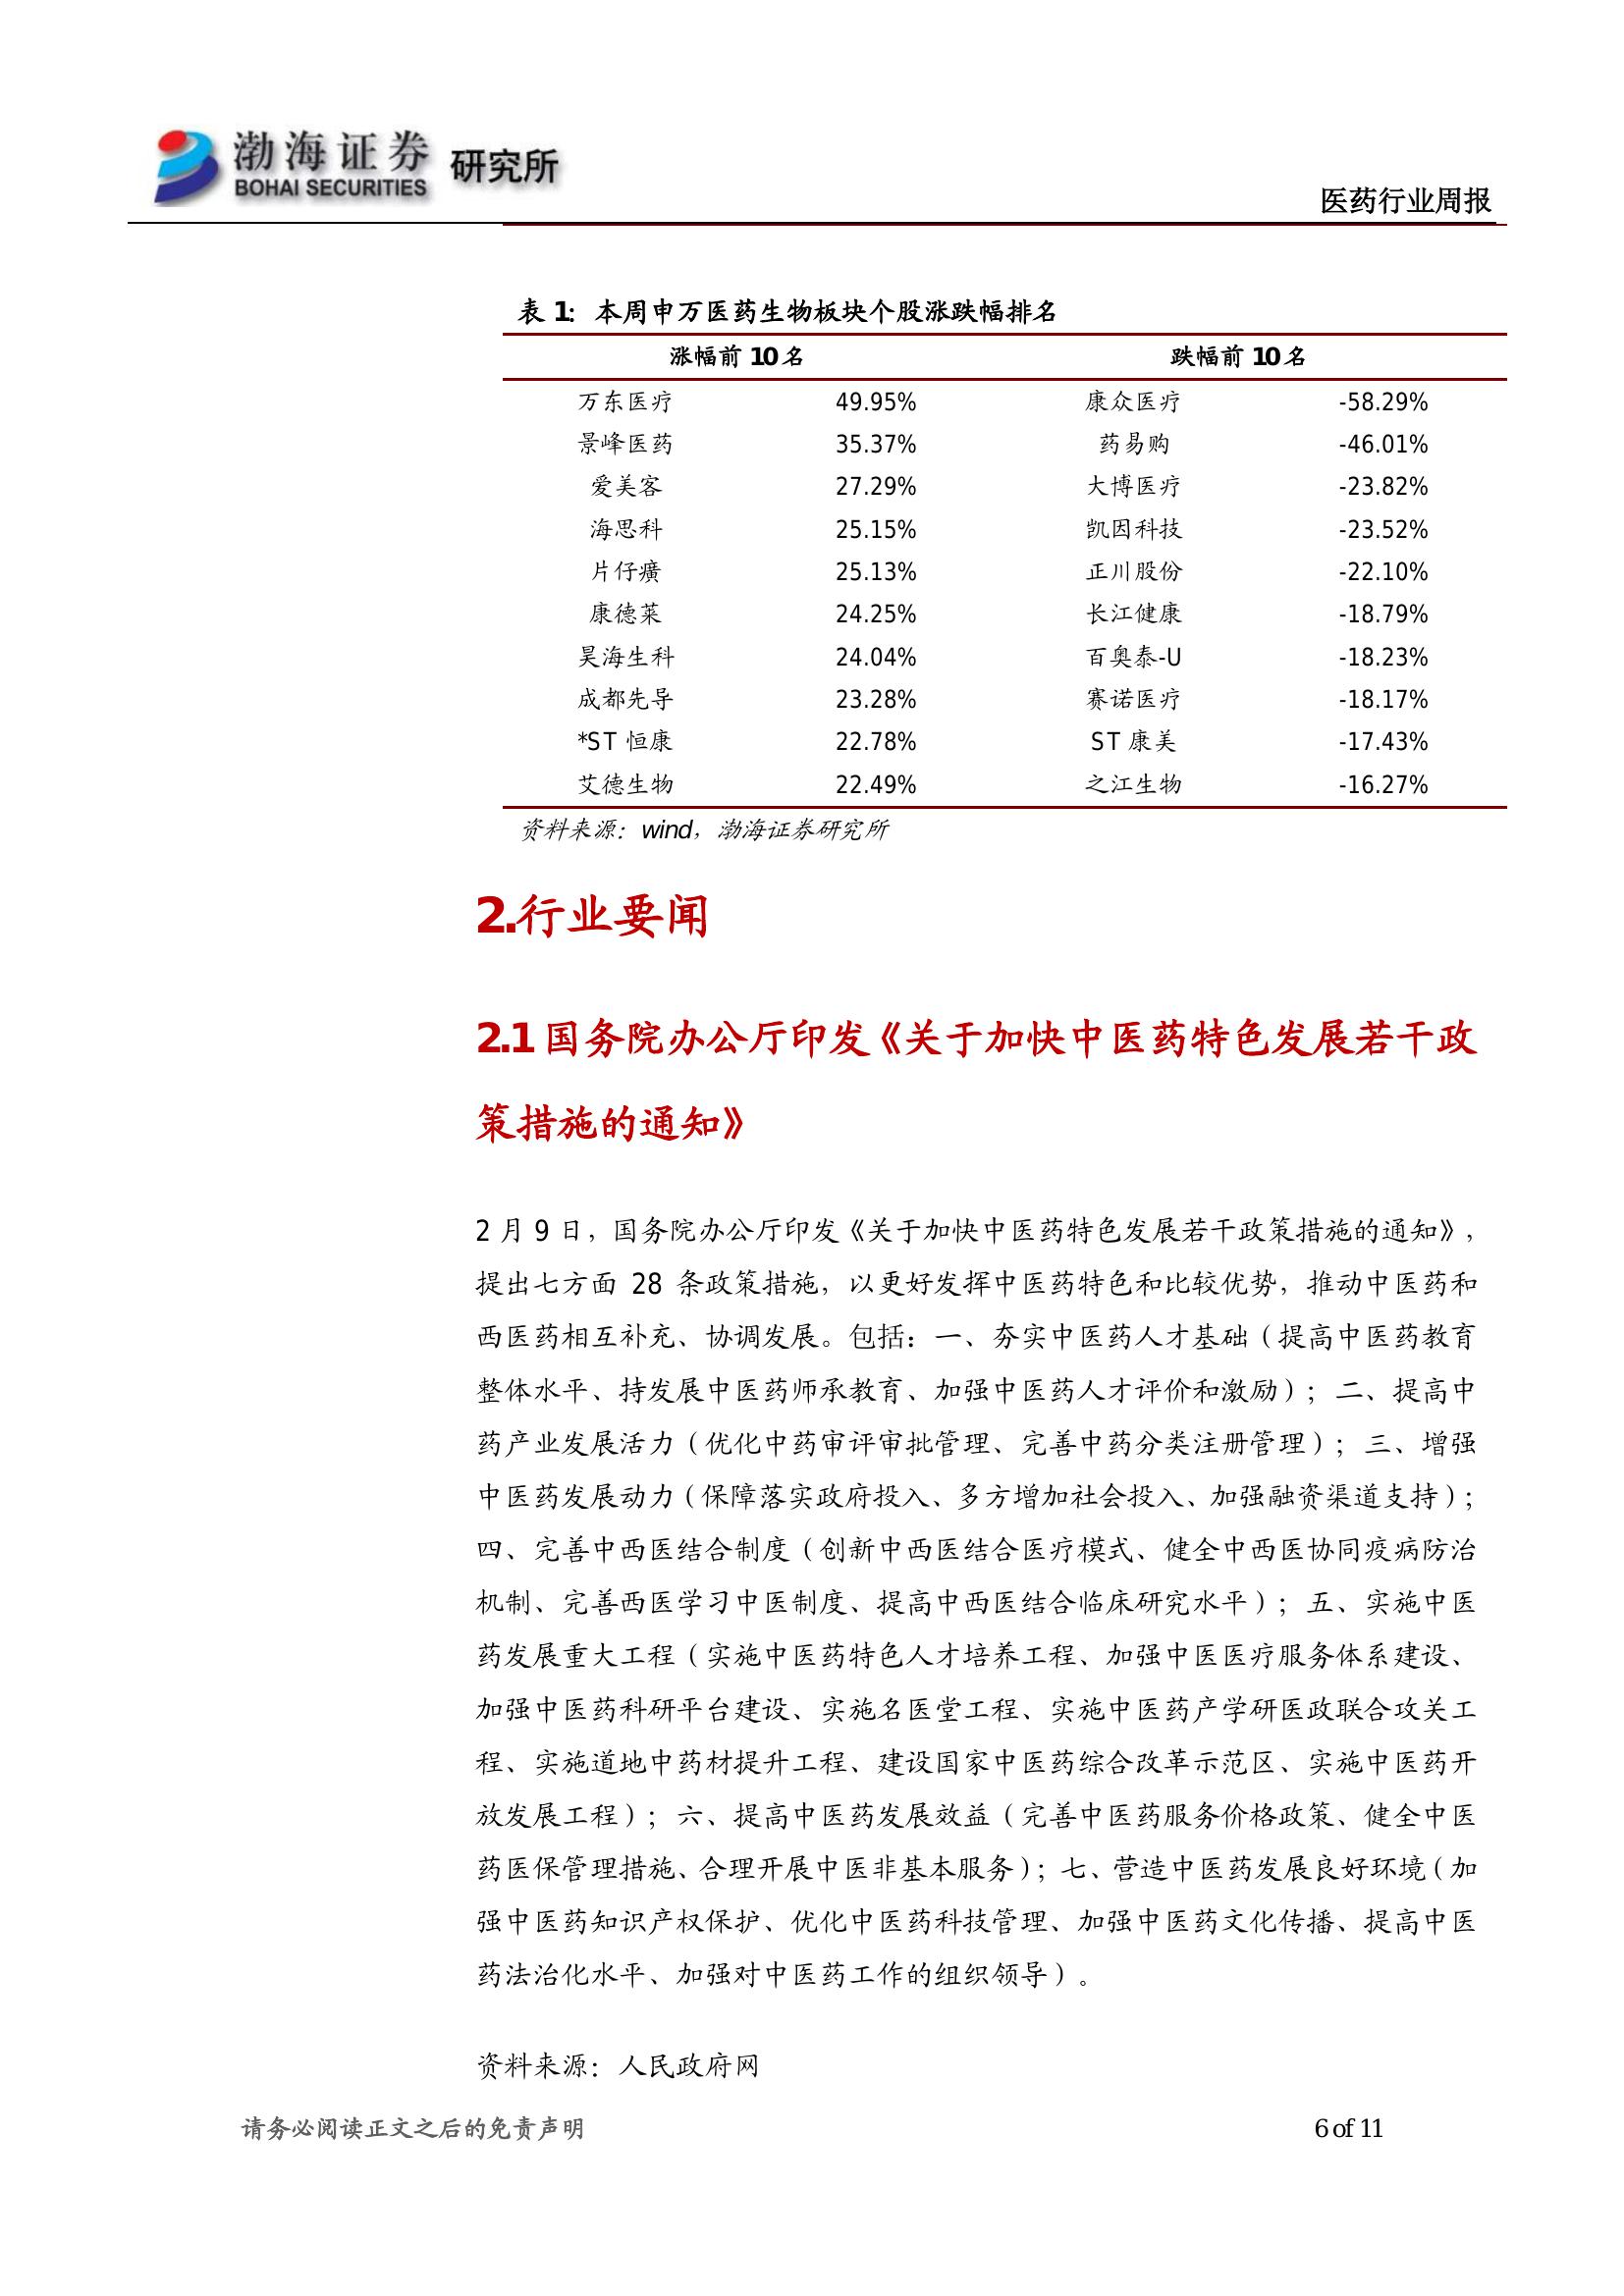 渤海证券 研究所
BOHAI SECURITIES
医药行业周报
表 1：本周申万医药生物板块个股涨跌幅排名
涨幅前 10 名 跌幅前 10 名
万东医疗 49.95% 康众医疗 -58.29%
景峰医药 35.37% 药易购 -46.01%
爱美客 27.29% 大博医疗 -23.82%
海思科 25.15% 凯因科技 -23.52%
片仔癀 25.13% 正川股份 -22.10%
康德莱 24.25% 长江健康 -18.79%
昊海生科 24.04% 百奥泰-U -18.23%
成都先导 23.28% 赛诺医疗 -18.17%
*ST 恒康 22.78% ST 康美 -17.43%
艾德生物 22.49% 之江生物 -16.27%
资料来源：wind，渤海证券研究所
2.行业要闻
2.1 国务院办公厅印发《关于加快中医药特色发展若干政
策措施的通知》
2 月 9 日，国务院办公厅印发《关于加快中医药特色发展若干政策措施的通知》，
提出七方面 28 条政策措施，以更好发挥中医药特色和比较优势，推动中医药和
西医药相互补充、协调发展。包括：一、夯实中医药人才基础（提高中医药教育
整体水平、持发展中医药师承教育、加强中医药人才评价和激励）；二、提高中
药产业发展活力（优化中药审评审批管理、完善中药分类注册管理）；三、增强
中医药发展动力（保障落实政府投入、多方增加社会投入、加强融资渠道支持）；
四、完善中西医结合制度（创新中西医结合医疗模式、健全中西医协同疫病防治
机制、完善西医学习中医制度、提高中西医结合临床研究水平）；五、实施中医
药发展重大工程（实施中医药特色人才培养工程、加强中医医疗服务体系建设、
加强中医药科研平台建设、实施名医堂工程、实施中医药产学研医政联合攻关工
程、实施道地中药材提升工程、建设国家中医药综合改革示范区、实施中医药开
放发展工程）；六、提高中医药发展效益（完善中医药服务价格政策、健全中医
药医保管理措施、合理开展中医非基本服务）；七、营造中医药发展良好环境（加
强中医药知识产权保护、优化中医药科技管理、加强中医药文化传播、提高中医
药法治化水平、加强对中医药工作的组织领导）。
资料来源：人民政府网
请务必阅读正文之后的免责声明 6 of 11